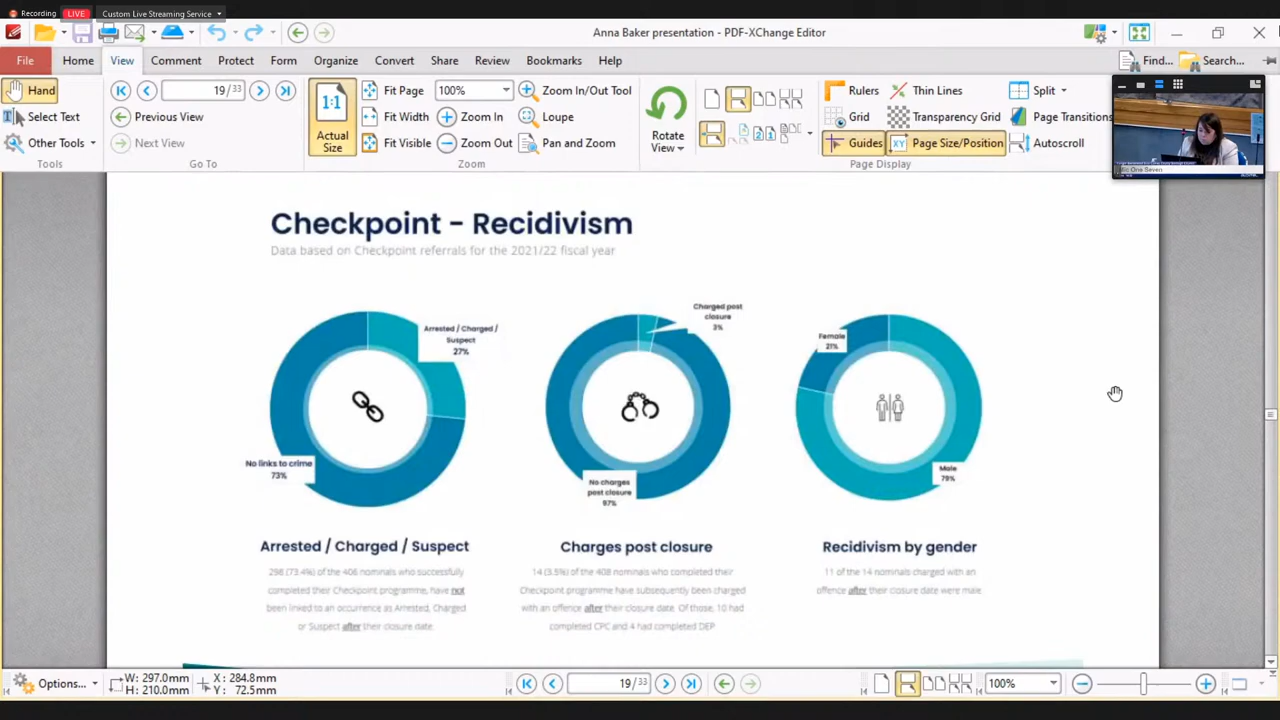 Recording
LIVE
Custom Live Streaming Service
Anna Baker presentation - PDF-XChange Editor
File
Home
View
Comment
Protect
Form
Organize
Convert
Share
Review
Bookmarks
Help
Find...
Search...
Hand
Select Text
Other Tools
Tools
19 / 33
Previous View
Next View
Go To
1:1
Actual
Size
Fit Page
Fit Width
Fit Visible
100%
Zoom In
Zoom Out
Zoom In/Out Tool
Loupe
Pan and Zoom
Zoom
Rotate
View
Rulers
Grid
Guides
Thin Lines
Transparency Grid
Page Size/Position
Page Display
Split
Page Transitions
Autoscroll
One Seven
Checkpoint - Recidivism
Data based on Checkpoint referrals for the 2021/22 fiscal year
Arrested / Charged /
Suspect
27%
No links to crime
73%
Charged post
closure
3%
No charges
post closure
97%
Female
21%
Male
79%
Arrested / Charged / Suspect
298 (73.4%) of the 406 nominals who successfully
completed their Checkpoint programme, have not
been linked to an occurrence as Arrested, Charged
or Suspect after their closure date.
Charges post closure
14 (3.5%) of the 408 nominals who completed their
Checkpoint programme have subsequently been charged
with an offence after their closure date. Of those, 10 had
completed CPC and 4 had completed DEP
Recidivism by gender
11 of the 14 nominals charged with an
offence after their closure date were male
Options...
W: 297.0mm
H: 210.0mm
X: 284.8mm
Y: 72.5mm
19 / 33
100%